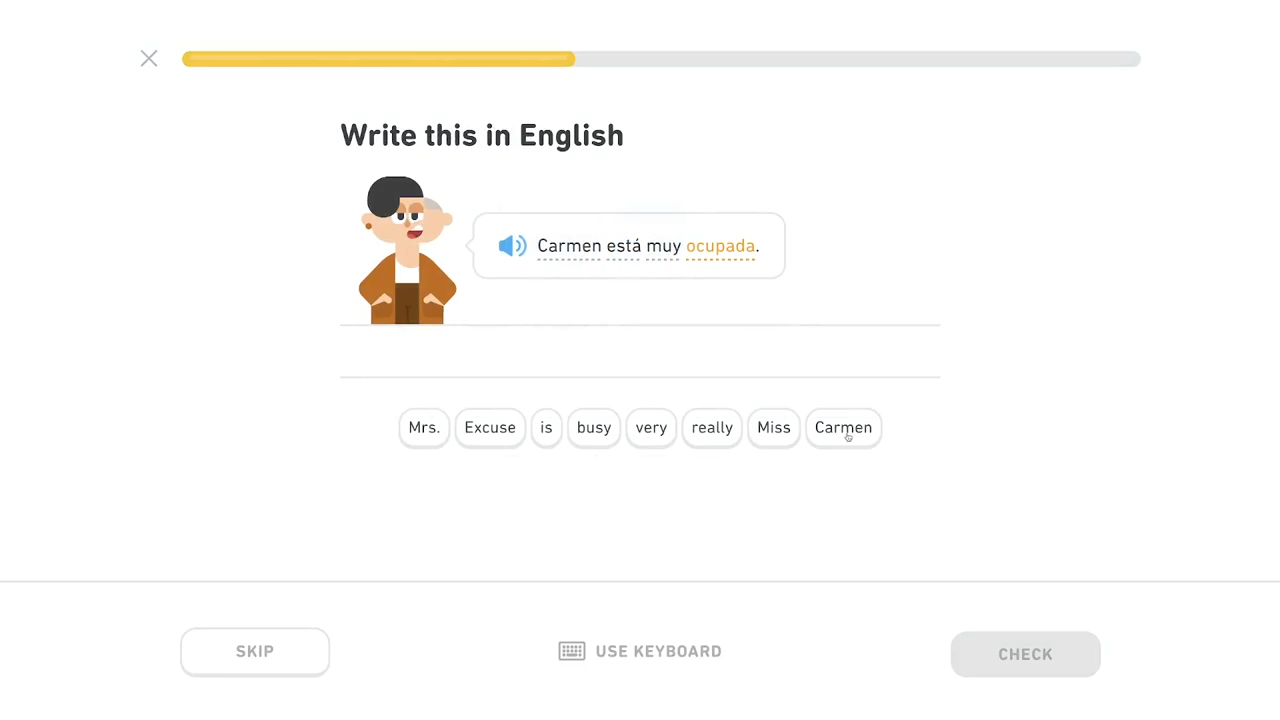 Write this in English
Carmen está muy ocupada.
Mrs. Excuse is busy very really Miss Carmen
SKIP USE KEYBOARD CHECK